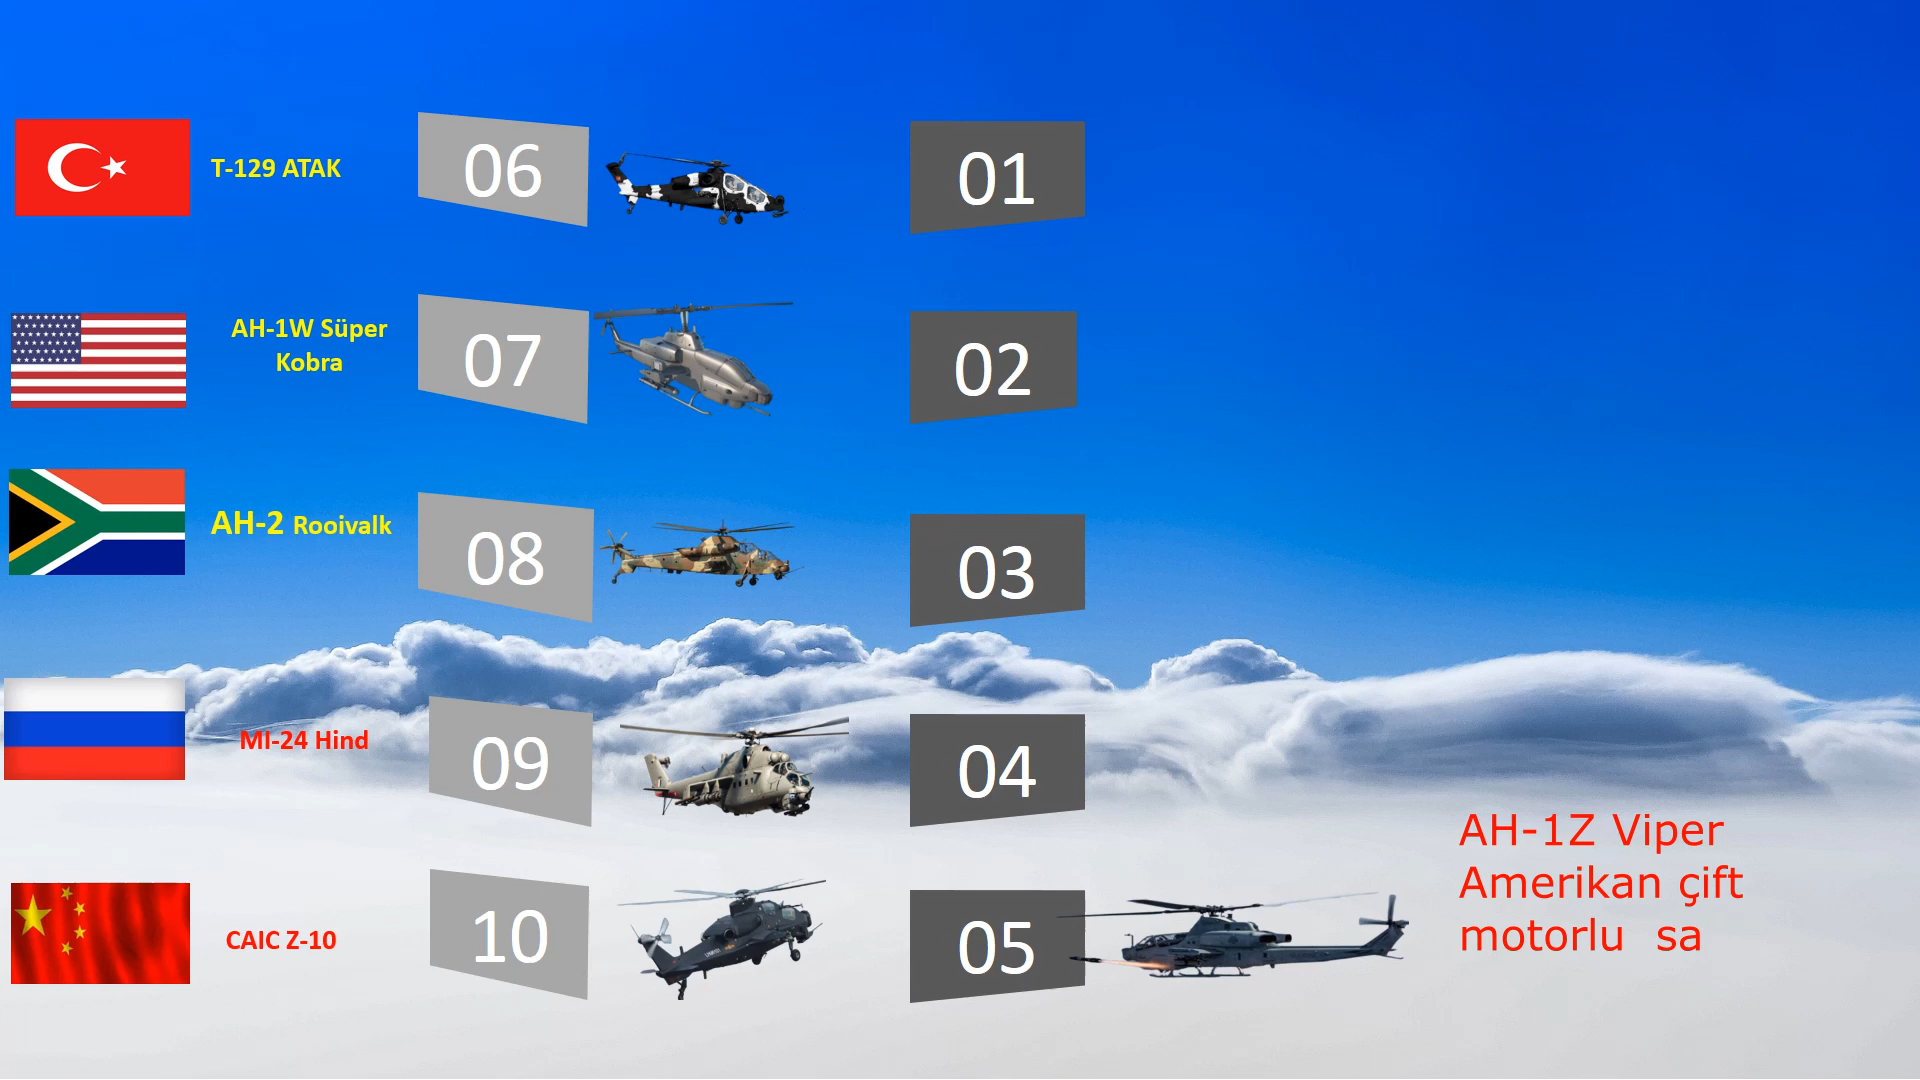 T-129 ATAK
06
01
AH-1W Süper
Kobra
07
02
AH-2 Rooivalk
08
03
MI-24 Hind
09
04
CAIC Z-10
10
05
AH-1Z Viper
Amerikan çift
motorlu sa